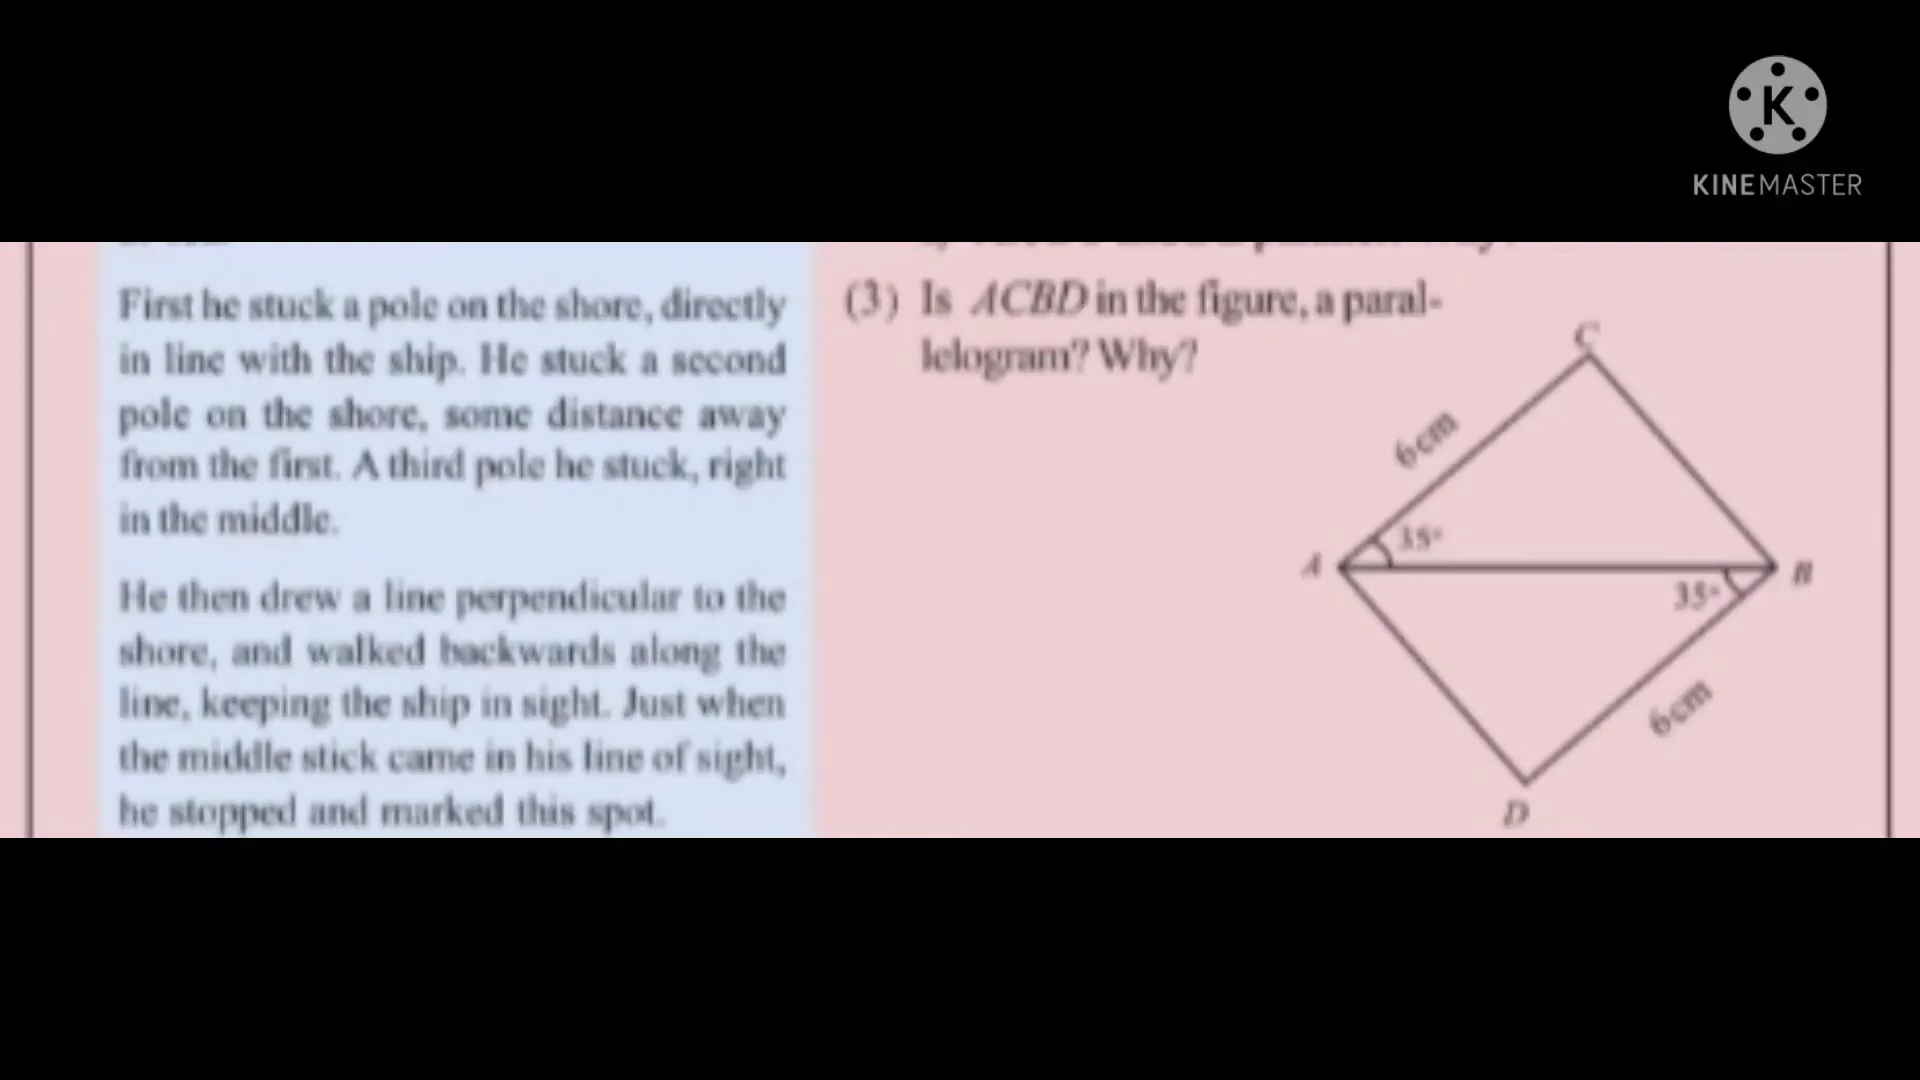 K
KINEMASTER
First he stuck a pole on the shore, directly
in line with the ship. He stuck a second
pole on the shore, some distance away
from the first. A third pole he stuck, right
in the middle.
He then drew a line perpendicular to the
shore, and walked backwards along the
line, keeping the ship in sight. Just when
the middle stick came in his line of sight,
he stopped and marked this spot.
(3) Is ACBD in the figure, a paral-
lelogram? Why?
C
6cm
35°
A
B
35°
6cm
D